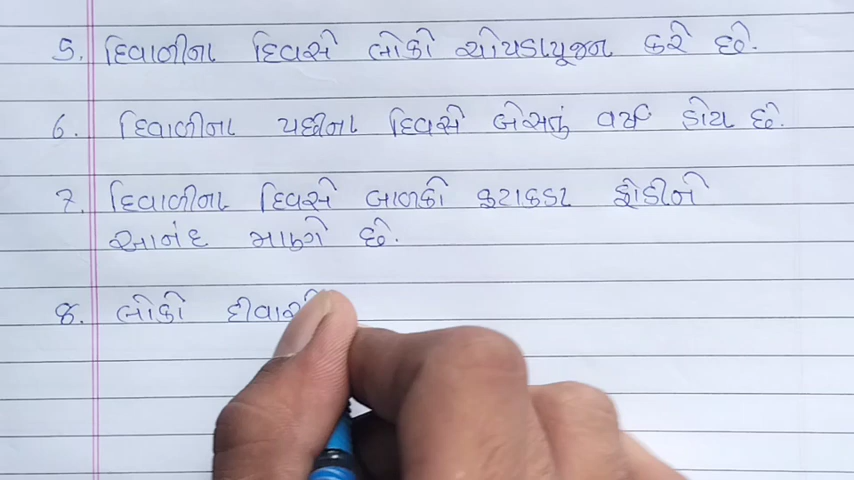 5. દિવાળીના દિવસે લોકો ચોપડાપૂજન કરે છે.
6. દિવાળીના પછીના દિવસે બેસતું વર્ષ હોય છે.
7. દિવાળીના દિવસે બાળકો ફટાકડા ફોડીને
આનંદ માણે છે.
8. લોકો